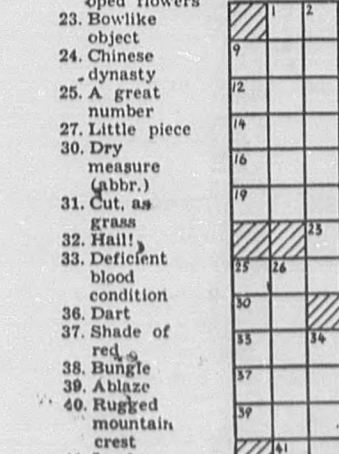 oped flowers
23. Bowlike
object
24. Chinese
dynasty
25. A great
number
27. Little piece
30. Dry
measure
(abbr.)
31. Cut, as
grass
32. Hail!
33. Deficient
blood
condition
36. Dart
37. Shade of
red
38. Bungle
39. Ablaze
40. Rugged
mountain
crest
1 2
9
12
14
16
19
23
25 26
30
33 34
37
39
41